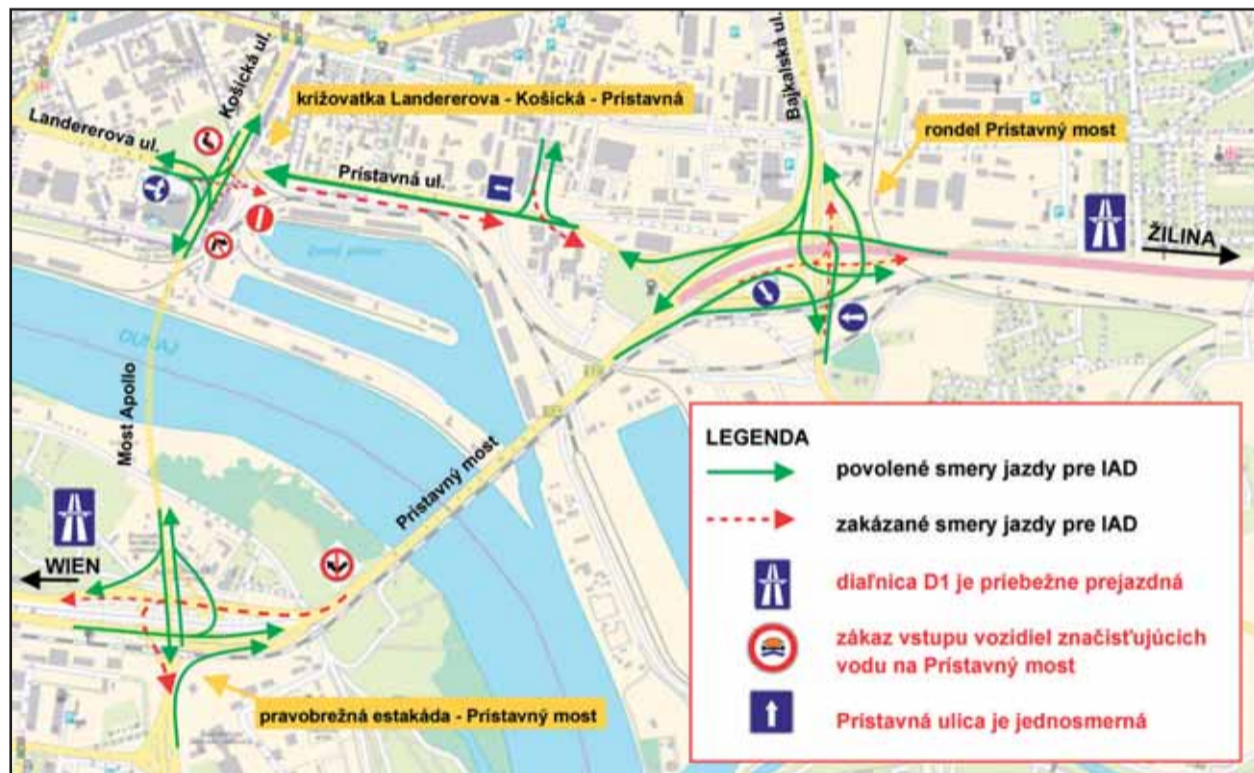 Košická ul.
križovatka Landererova - Košická - Prístavná
Bajkalská ul.
Landererova ul.
rondel Prístavný most
Prístavná ul.
ŽILINA
DUNAJ
Most Apollo
Prístavný most
WIEN
pravobrežná estakáda - Prístavný most
LEGENDA
povolené smery jazdy pre IAD
zakázané smery jazdy pre IAD
diaľnica D1 je priebežne prejazdná
zákaz vstupu vozidiel značisťujúcich
vodu na Prístavný most
Prístavná ulica je jednosmerná